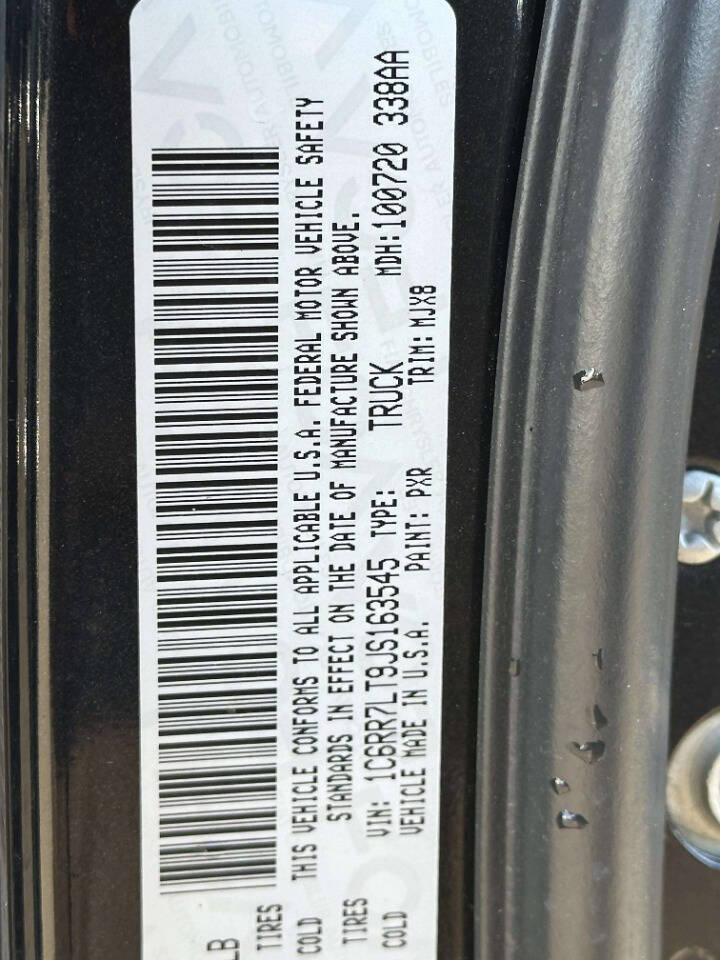 LB
TIRES
COLD
TIRES
COLD
THIS VEHICLE CONFORMS TO ALL APPLICABLE U.S.A. FEDERAL MOTOR VEHICLE SAFETY
STANDARDS IN EFFECT ON THE DATE OF MANUFACTURE SHOWN ABOVE.
VIN: 1C6RR7LT9JS163545 TYPE: TRUCK MDH:100720 338AA
VEHICLE MADE IN U.S.A. PAINT: PXR TRIM: MJX8